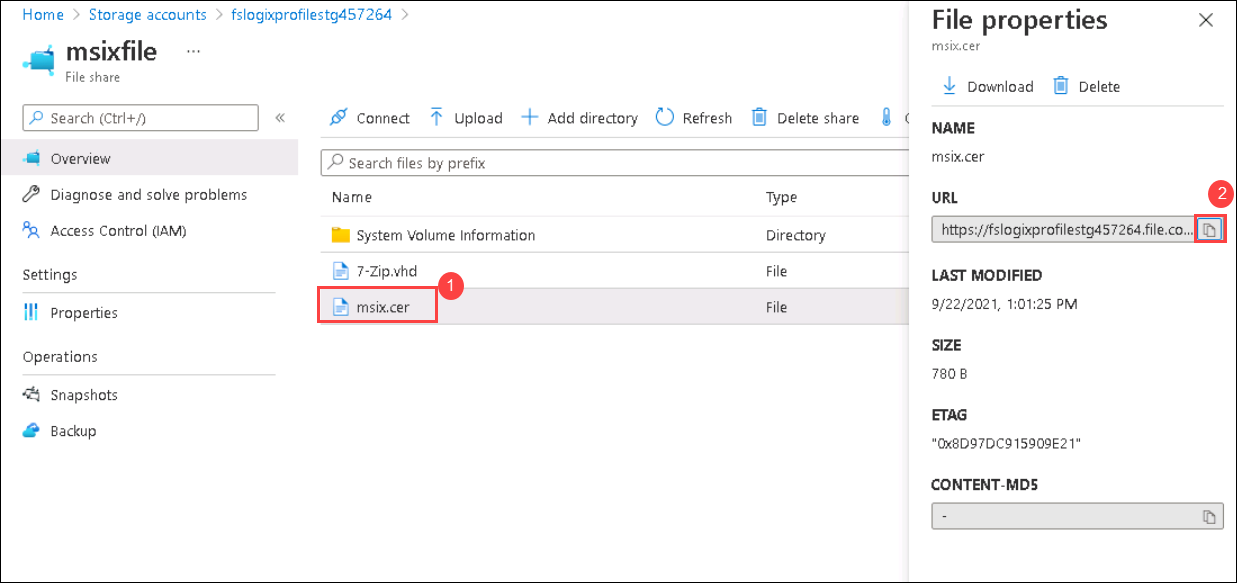 Home > Storage accounts > fslogixprofilestg457264 >
msixfile ...
File share
Search (Ctrl+/) «
Overview
Diagnose and solve problems
Access Control (IAM)
Settings
Properties
Operations
Snapshots
Backup
Connect Upload + Add directory Refresh Delete share
Search files by prefix
Name Type
System Volume Information Directory
7-Zip.vhd File
msix.cer File
1
File properties
msix.cer
Download Delete
NAME
msix.cer
URL
2
https://fslogixprofilestg457264.file.co...
LAST MODIFIED
9/22/2021, 1:01:25 PM
SIZE
780 B
ETAG
"0x8D97DC915909E21"
CONTENT-MD5
-